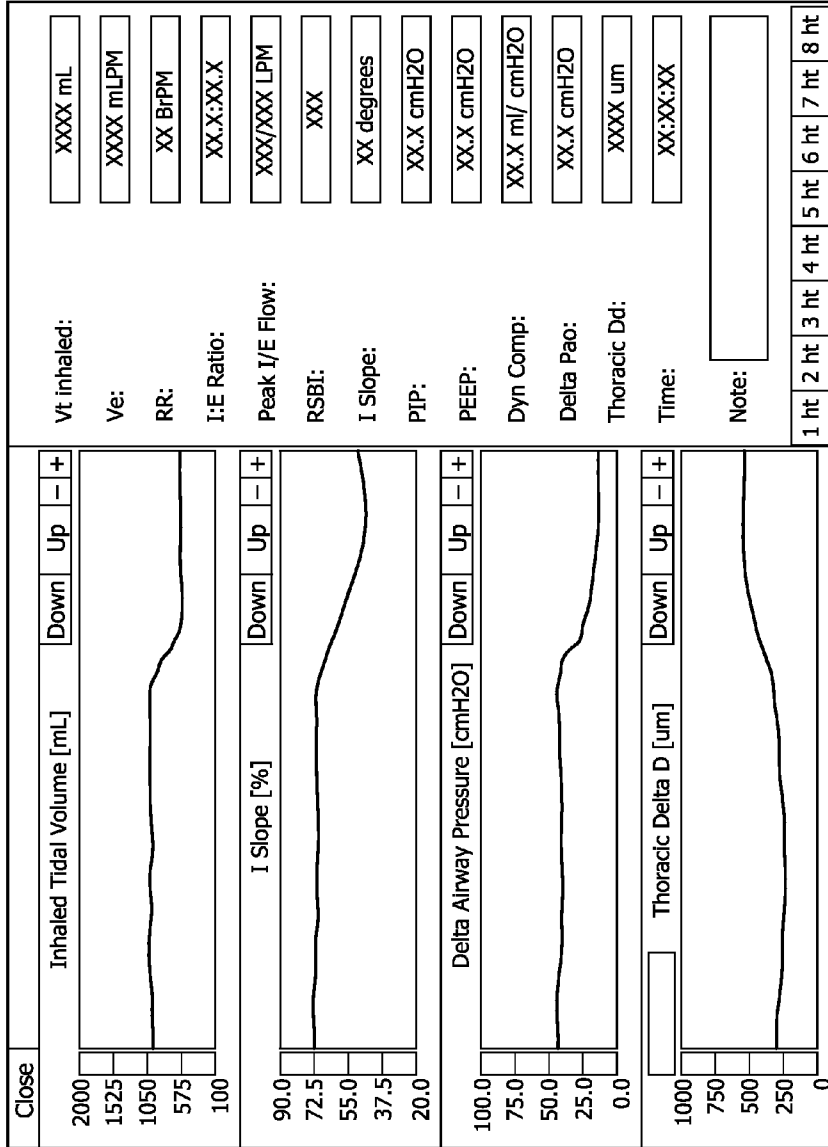 Close
Inhaled Tidal Volume [mL]
Down Up − +
2000
1525
1050
575
100
I Slope [%]
Down Up − +
90.0
72.5
55.0
37.5
20.0
Delta Airway Pressure [cmH2O]
Down Up − +
100.0
75.0
50.0
25.0
0.0
Thoracic Delta D [um]
Down Up − +
1000
750
500
250
0
Vt inhaled: XXXX mL
Ve: XXXX mLPM
RR: XX BrPM
I:E Ratio: XX.X:XX.X
Peak I/E Flow: XXX/XXX LPM
RSBI: XXX
I Slope: XX degrees
PIP: XX.X cmH2O
PEEP: XX.X cmH2O
Dyn Comp: XX.X ml/ cmH2O
Delta Pao: XX.X cmH2O
Thoracic Dd: XXXX um
Time: XX:XX:XX
Note:
1 ht 2 ht 3 ht 4 ht 5 ht 6 ht 7 ht 8 ht